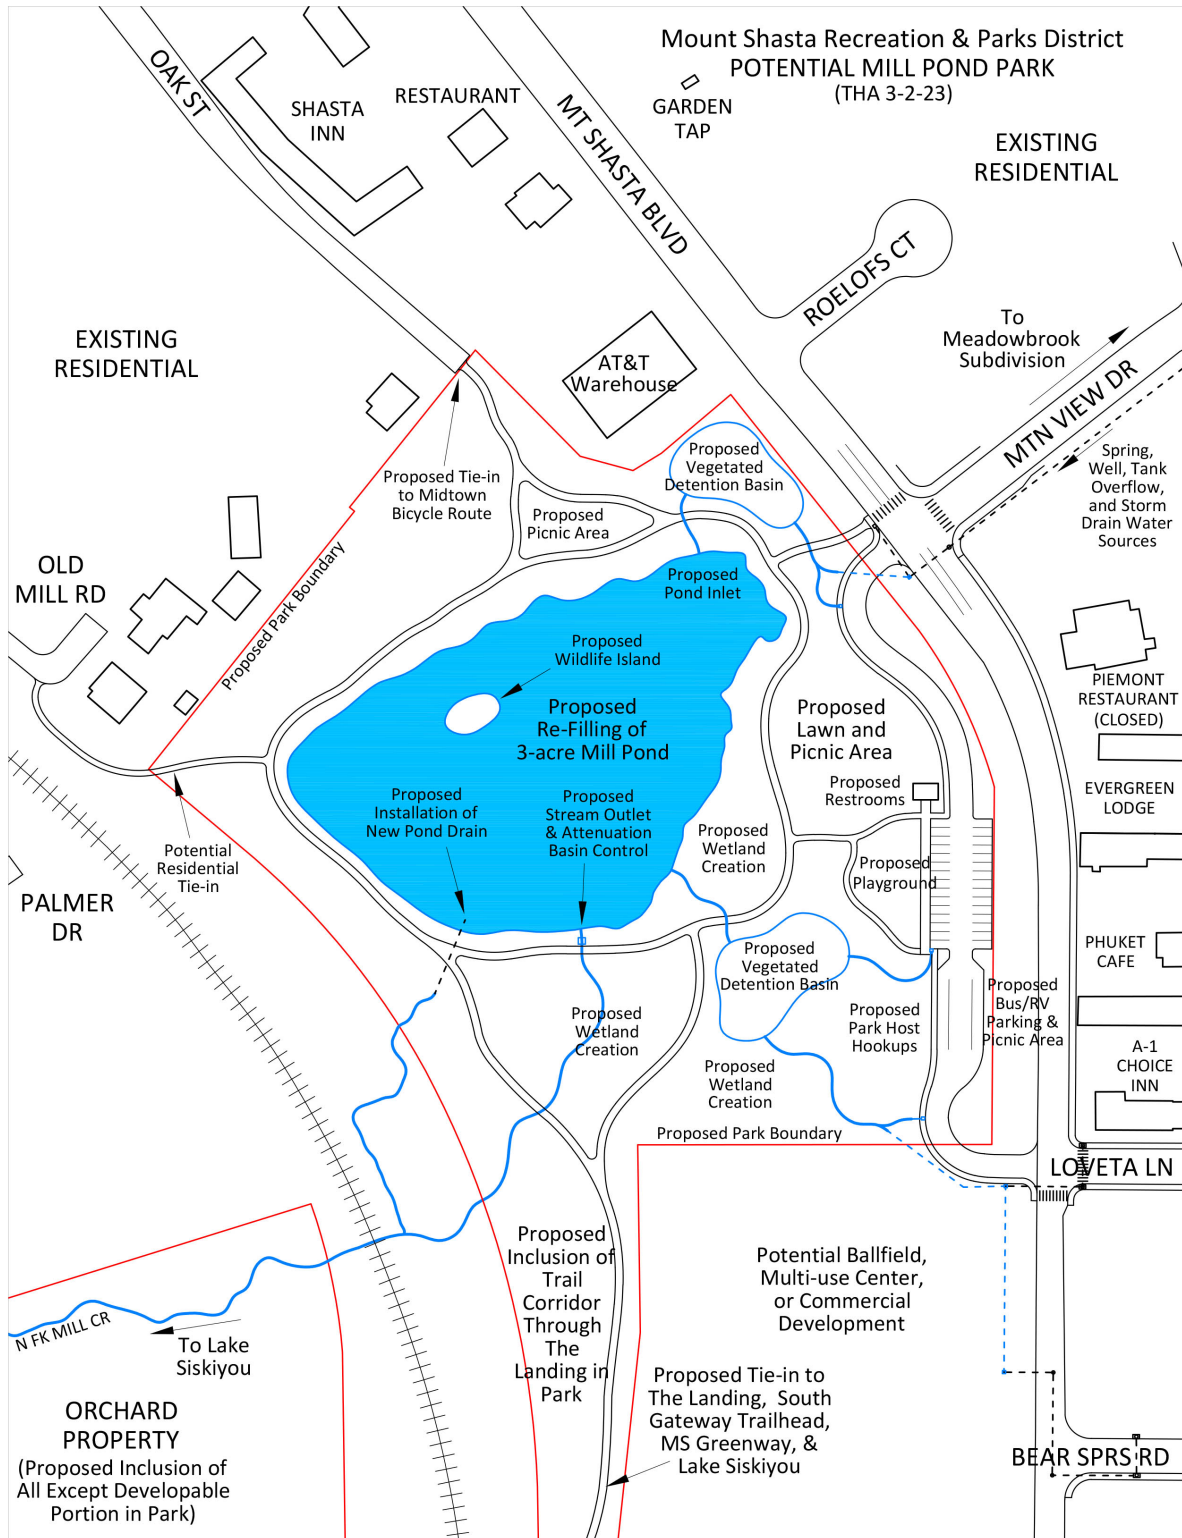 Mount Shasta Recreation & Parks District
POTENTIAL MILL POND PARK
(THA 3-2-23)
OAK ST
SHASTA
INN
RESTAURANT
MT SHASTA BLVD
GARDEN
TAP
EXISTING
RESIDENTIAL
ROELOFS CT
To
Meadowbrook
Subdivision
MTN VIEW DR
EXISTING
RESIDENTIAL
AT&T
Warehouse
Proposed Tie-in
to Midtown
Bicycle Route
Proposed
Vegetated
Detention Basin
Spring,
Well, Tank
Overflow,
and Storm
Drain Water
Sources
Proposed
Picnic Area
OLD
MILL RD
Proposed Park Boundary
Proposed
Pond Inlet
Proposed
Wildlife Island
Proposed
Re-Filling of
3-acre Mill Pond
Proposed
Lawn and
Picnic Area
PIEMONT
RESTAURANT
(CLOSED)
Proposed
Restrooms
EVERGREEN
LODGE
Proposed
Installation of
New Pond Drain
Proposed
Stream Outlet
& Attenuation
Basin Control
Proposed
Wetland
Creation
Proposed
Playground
Potential
Residential
Tie-in
PALMER
DR
PHUKET
CAFE
Proposed
Vegetated
Detention Basin
Proposed
Bus/RV
Parking &
Picnic Area
Proposed
Park Host
Hookups
Proposed
Wetland
Creation
A-1
CHOICE
INN
Proposed
Wetland
Creation
Proposed Park Boundary
LOVETA LN
Proposed
Inclusion of
Trail
Corridor
Through
The
Landing in
Park
Potential Ballfield,
Multi-use Center,
or Commercial
Development
N FK MILL CR
To Lake
Siskiyou
Proposed Tie-in to
The Landing, South
Gateway Trailhead,
MS Greenway, &
Lake Siskiyou
ORCHARD
PROPERTY
(Proposed Inclusion of
All Except Developable
Portion in Park)
BEAR SPRS RD